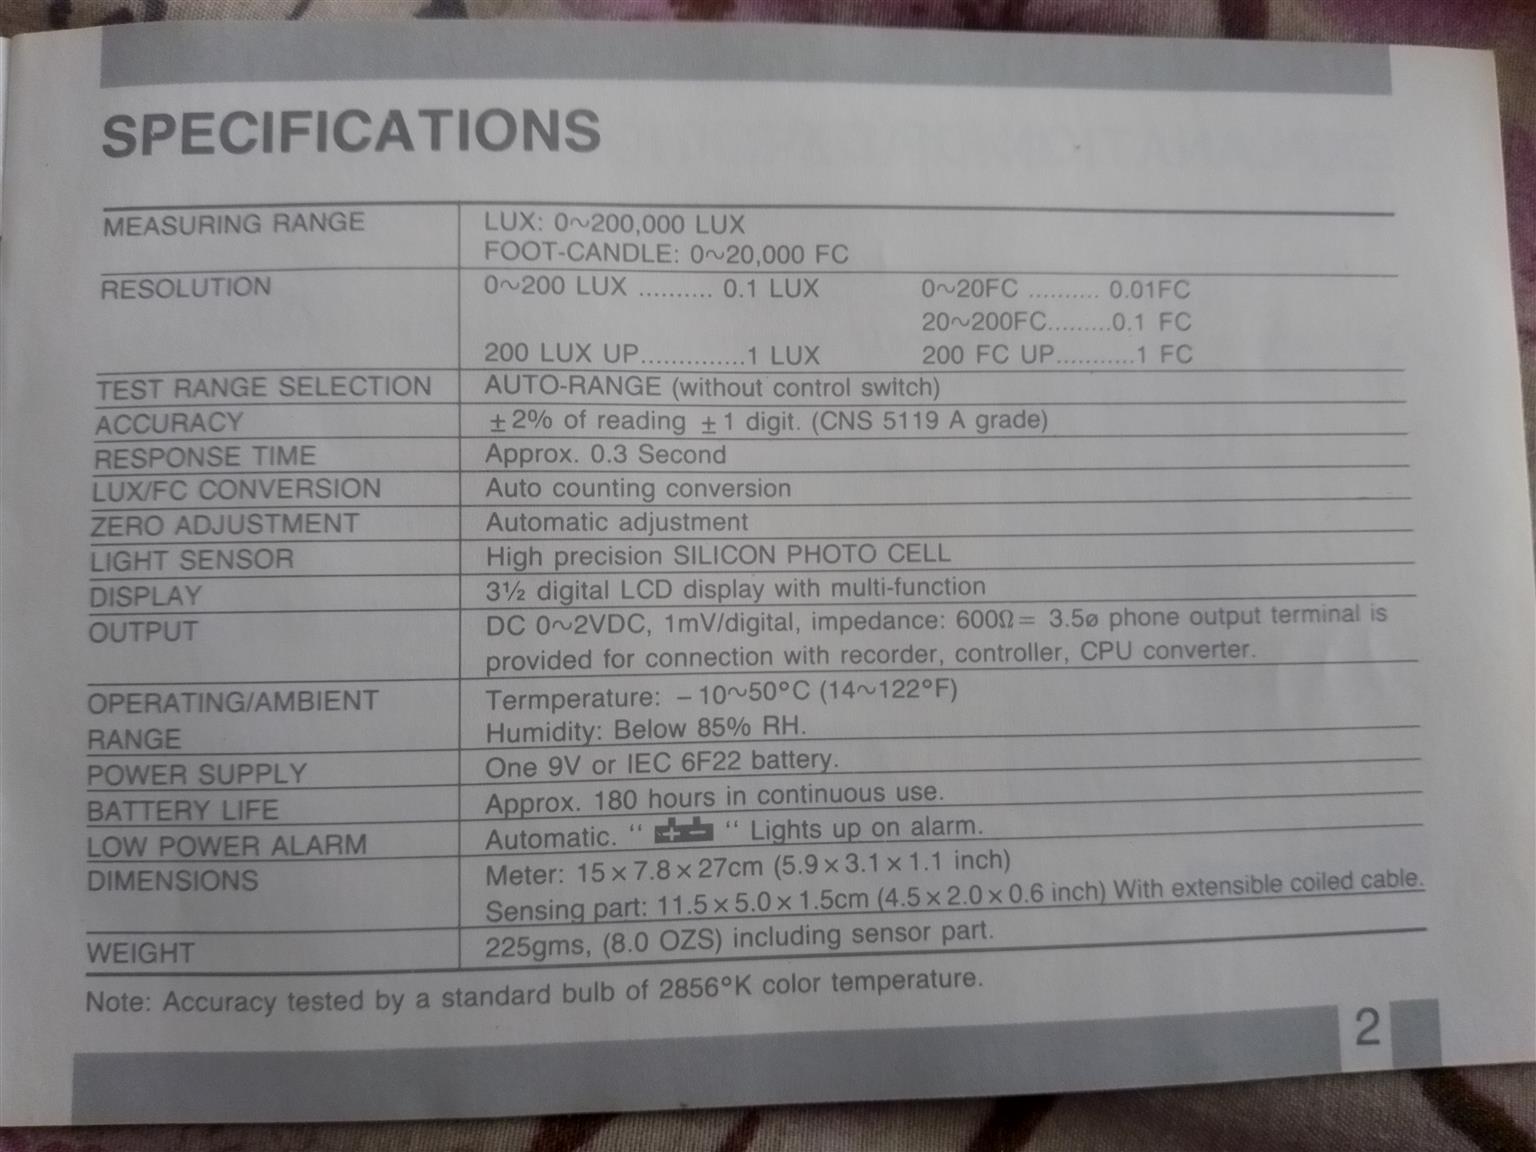 SPECIFICATIONS
MEASURING RANGE LUX: 0~200,000 LUX
FOOT-CANDLE: 0~20,000 FC
RESOLUTION 0~200 LUX .......... 0.1 LUX 0~20FC .......... 0.01FC
20~200FC.........0.1 FC
200 LUX UP..............1 LUX 200 FC UP...........1 FC
TEST RANGE SELECTION AUTO-RANGE (without control switch)
ACCURACY ±2% of reading ±1 digit. (CNS 5119 A grade)
RESPONSE TIME Approx. 0.3 Second
LUX/FC CONVERSION Auto counting conversion
ZERO ADJUSTMENT Automatic adjustment
LIGHT SENSOR High precision SILICON PHOTO CELL
DISPLAY 3½ digital LCD display with multi-function
OUTPUT DC 0~2VDC, 1mV/digital, impedance: 600Ω= 3.5ø phone output terminal is
provided for connection with recorder, controller, CPU converter.
OPERATING/AMBIENT Termperature: －10~50°C (14~122°F)
RANGE Humidity: Below 85% RH.
POWER SUPPLY One 9V or IEC 6F22 battery.
BATTERY LIFE Approx. 180 hours in continuous use.
LOW POWER ALARM Automatic. “ + − “ Lights up on alarm.
DIMENSIONS Meter: 15×7.8×27cm (5.9×3.1×1.1 inch)
Sensing part: 11.5×5.0×1.5cm (4.5×2.0×0.6 inch) With extensible coiled cable.
WEIGHT 225gms, (8.0 OZS) including sensor part.
Note: Accuracy tested by a standard bulb of 2856°K color temperature.
2